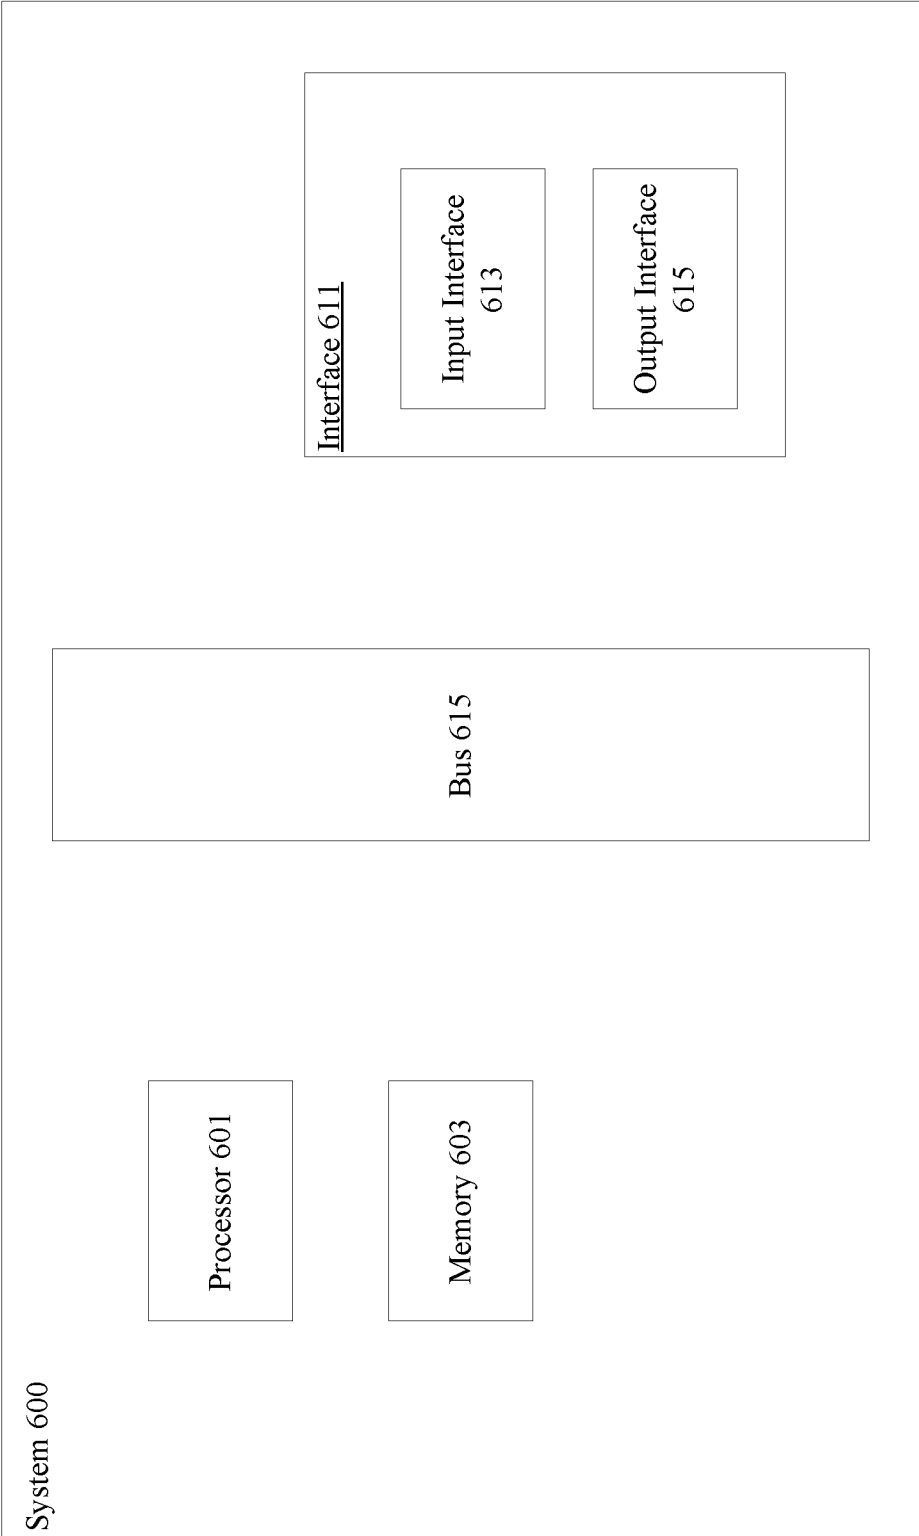 System 600
Processor 601
Memory 603
Bus 615
Interface 611
Input Interface
613
Output Interface
615